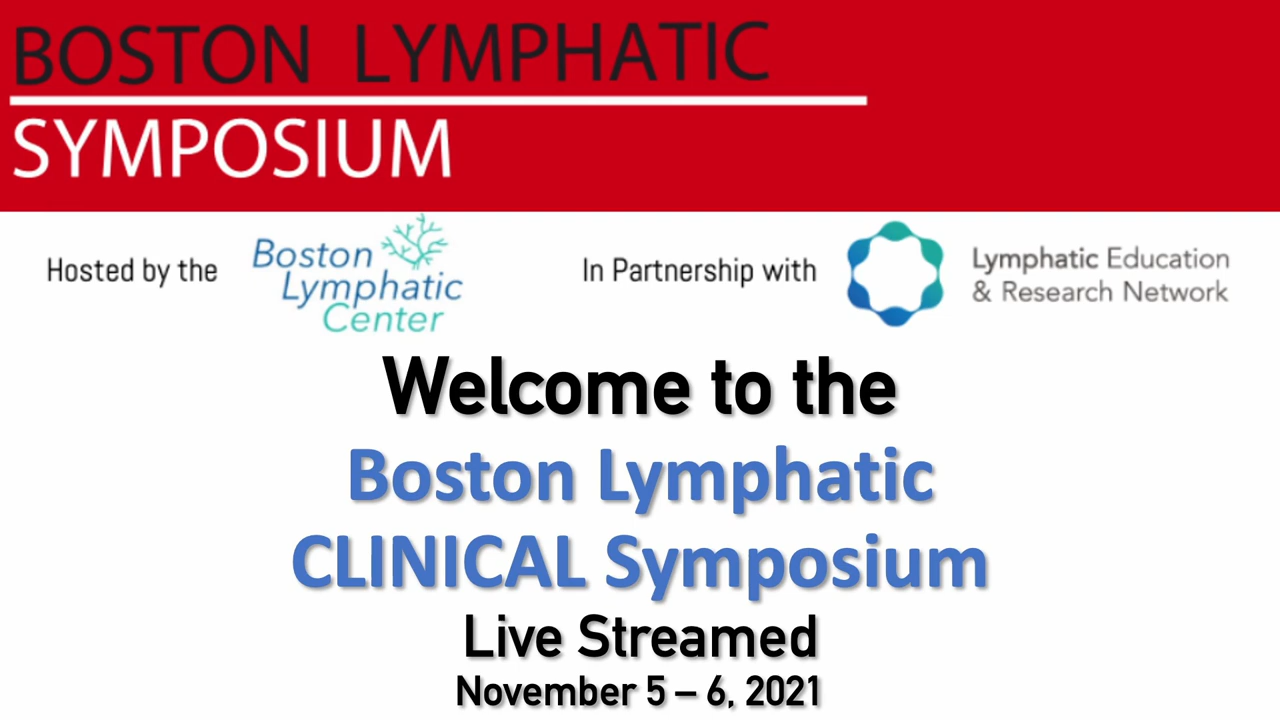 BOSTON LYMPHATIC
SYMPOSIUM
Hosted by the
Boston
Lymphatic
Center
In Partnership with
Lymphatic Education
& Research Network
Welcome to the
Boston Lymphatic
CLINICAL Symposium
Live Streamed
November 5 – 6, 2021